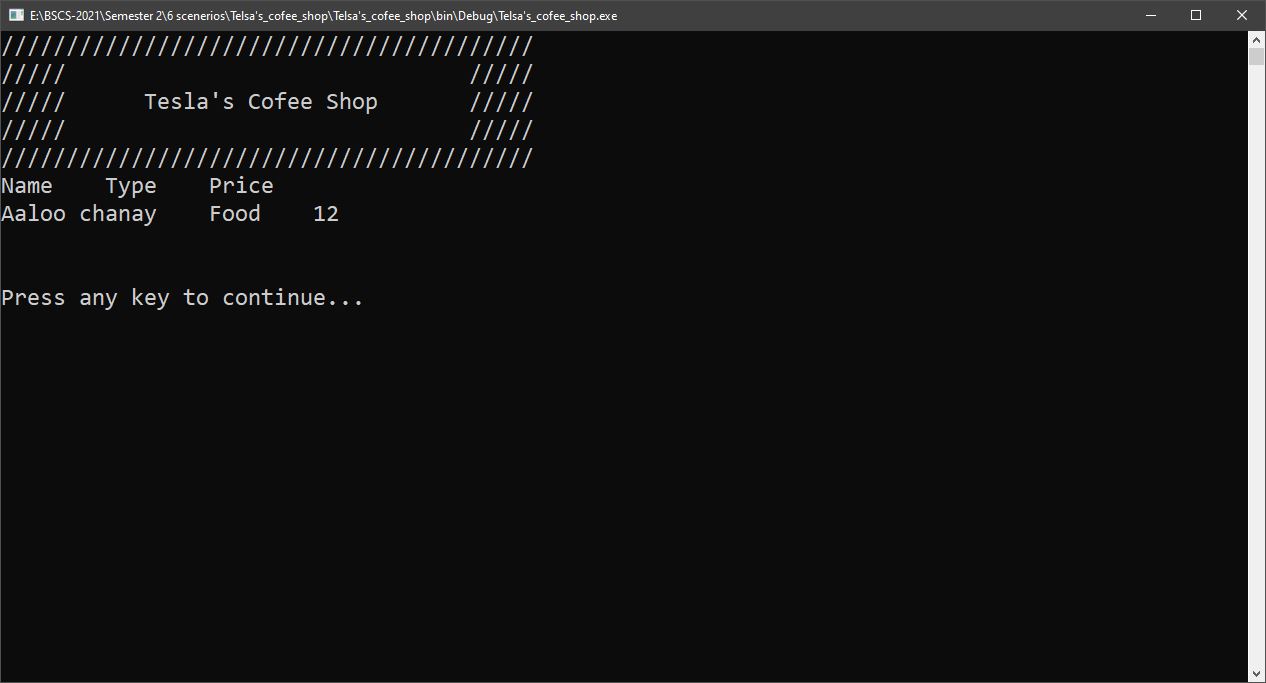 E:\BSCS-2021\Semester 2\6 scenerios\Telsa's_cofee_shop\Telsa's_cofee_shop\bin\Debug\Telsa's_cofee_shop.exe
/////////////////////////////////////////
/////                               /////
/////      Tesla's Cofee Shop       /////
/////                               /////
/////////////////////////////////////////
Name    Type    Price
Aaloo chanay    Food    12
Press any key to continue...